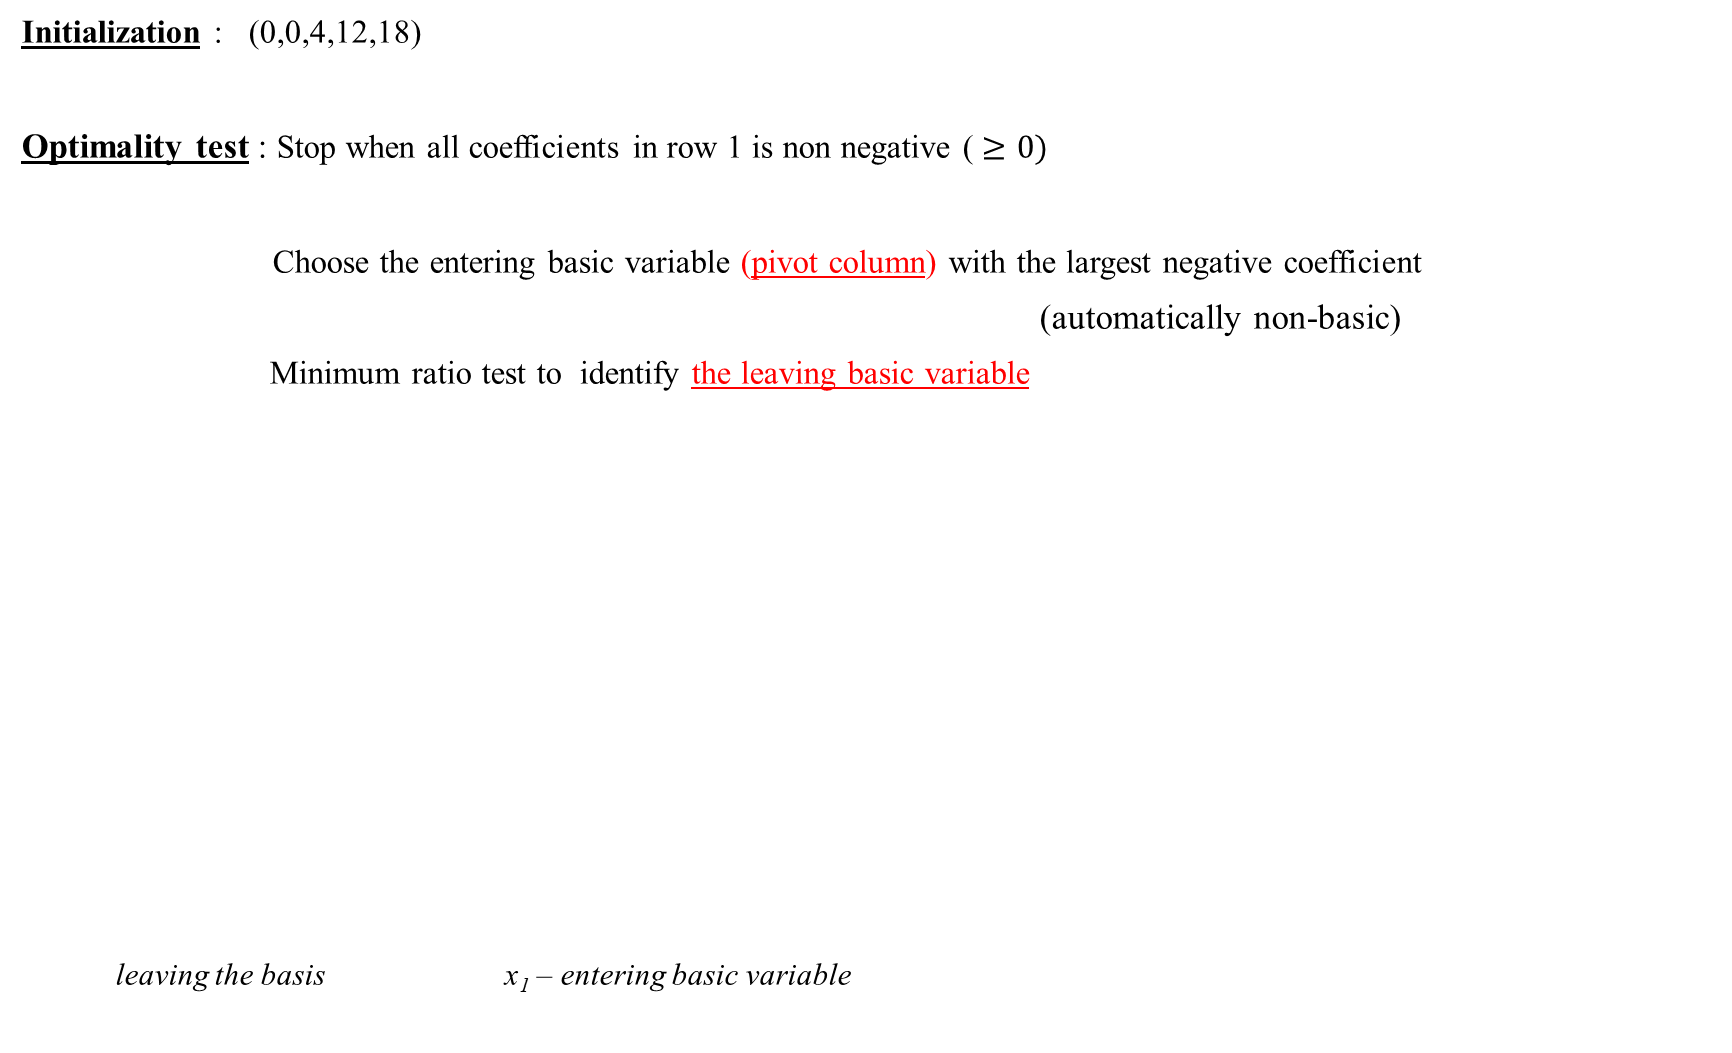 Initialization : (0,0,4,12,18)
Optimality test : Stop when all coefficients in row 1 is non negative ( ≥ 0)
Choose the entering basic variable (pivot column) with the largest negative coefficient
(automatically non-basic)
Minimum ratio test to identify the leaving basic variable
leaving the basis x₁ – entering basic variable